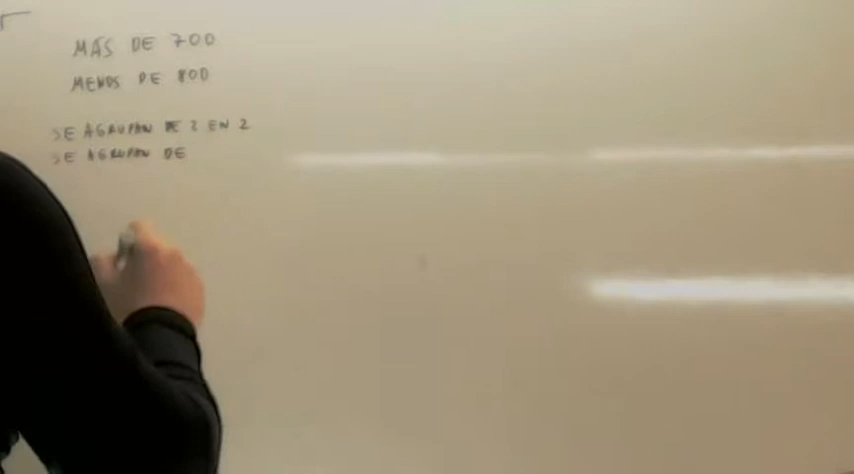 MÁS DE 700
MENOS DE 800
SE AGRUPAN DE 2 EN 2
SE AGRUPAN DE